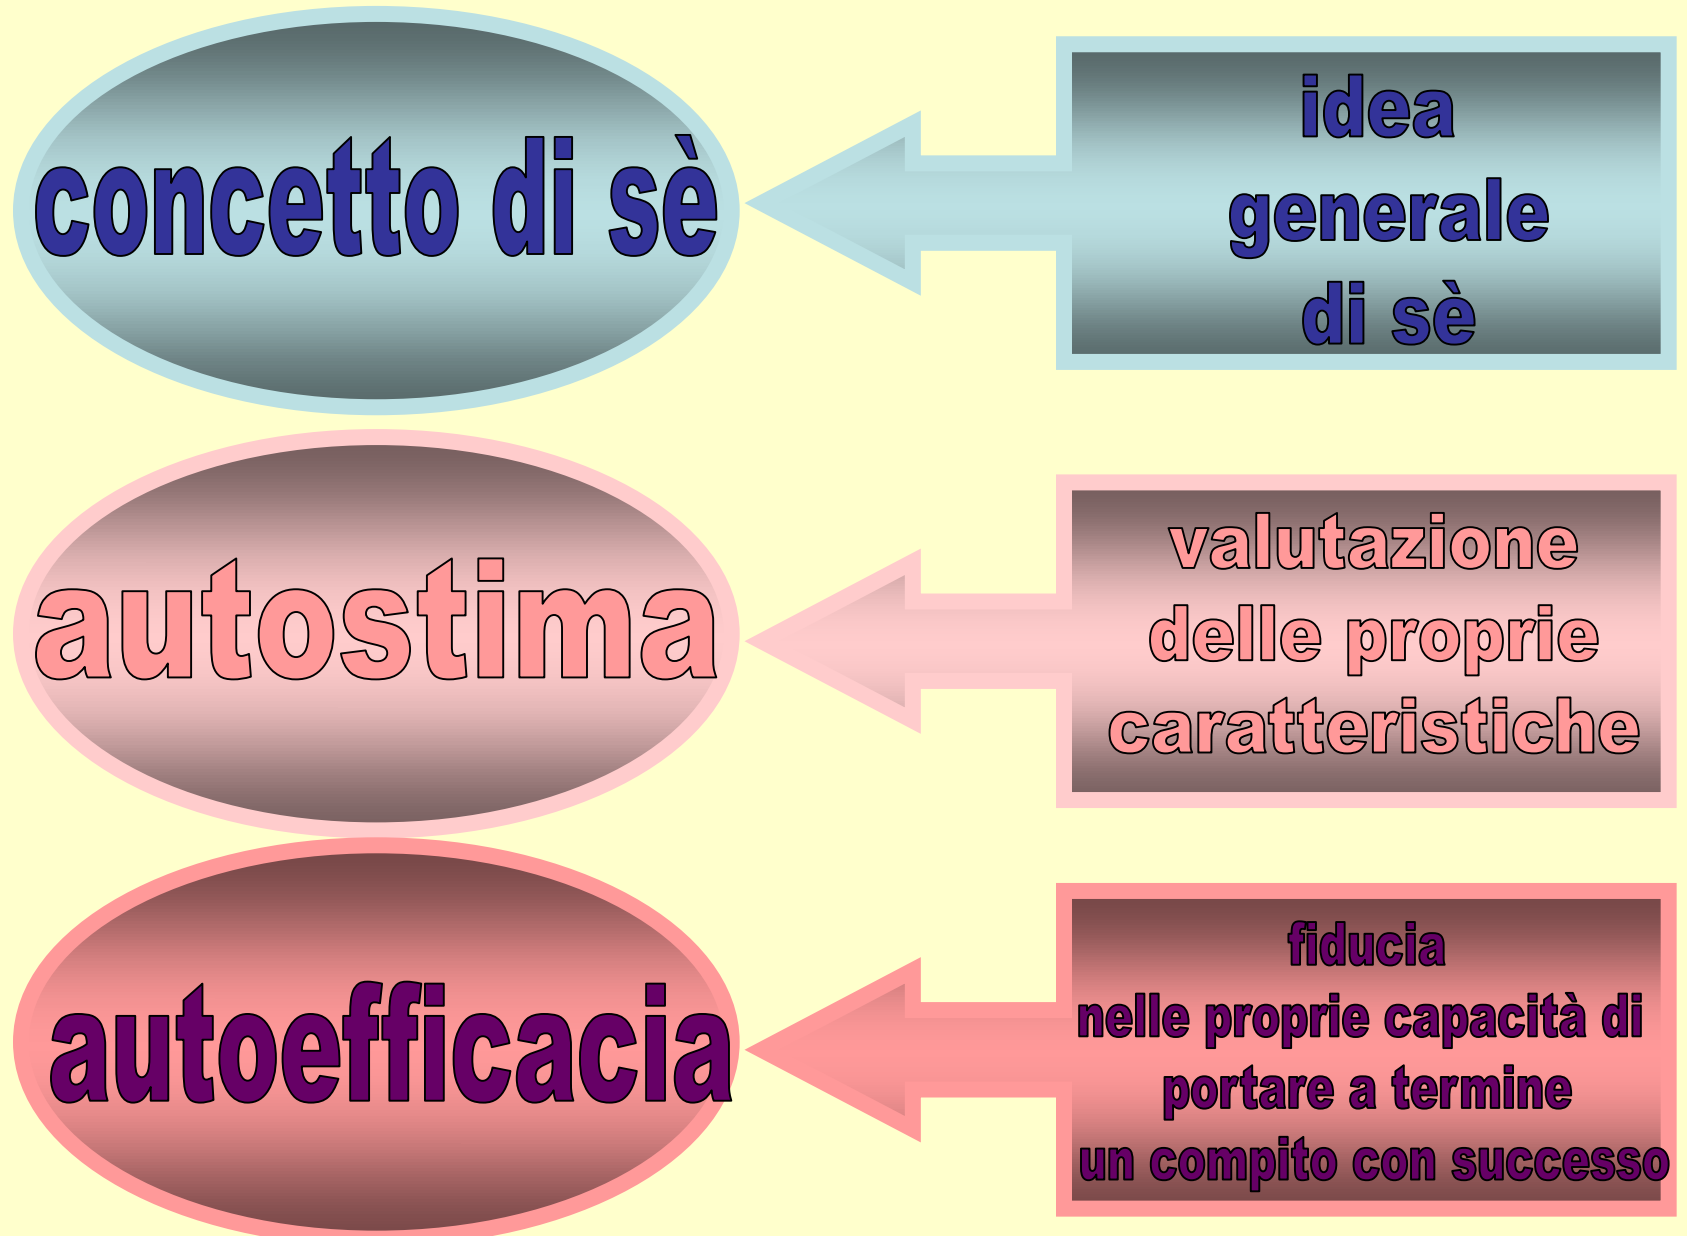 concetto di sè
idea
generale
di sè
autostima
valutazione
delle proprie
caratteristiche
autoefficacia
fiducia
nelle proprie capacità di
portare a termine
un compito con successo